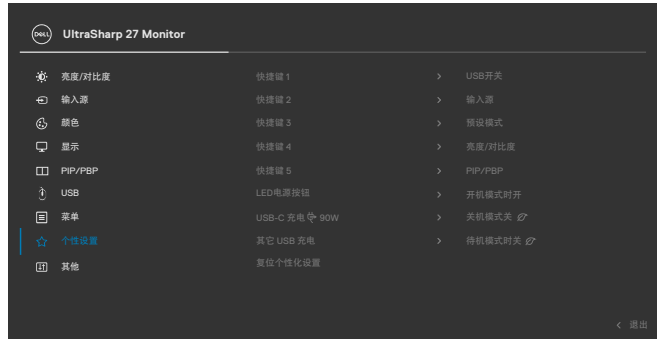 DELL UltraSharp 27 Monitor
亮度/对比度 快捷键 1 > USB开关
输入源 快捷键 2 > 输入源
颜色 快捷键 3 > 预设模式
显示 快捷键 4 > 亮度/对比度
PIP/PBP 快捷键 5 > PIP/PBP
USB LED电源按钮 > 开机模式时开
菜单 USB-C 充电 90W > 关机模式关
个性设置 其它 USB 充电 > 待机模式时关
其他 复位个性化设置
< 退出